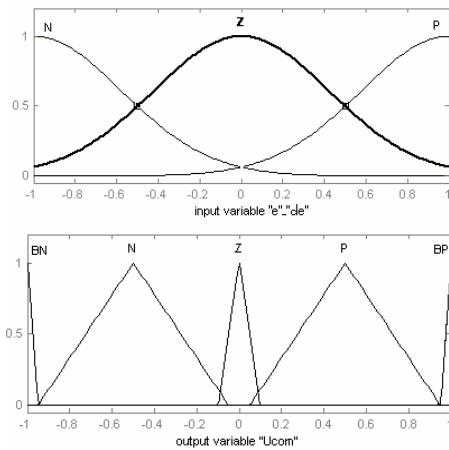 N Z P
1
0.5
0
-1 -0.8 -0.6 -0.4 -0.2 0 0.2 0.4 0.6 0.8 1
input variable "e"_"de"
BN N Z P BP
1
0.5
0
-1 -0.8 -0.6 -0.4 -0.2 0 0.2 0.4 0.6 0.8 1
output variable "Ucom"